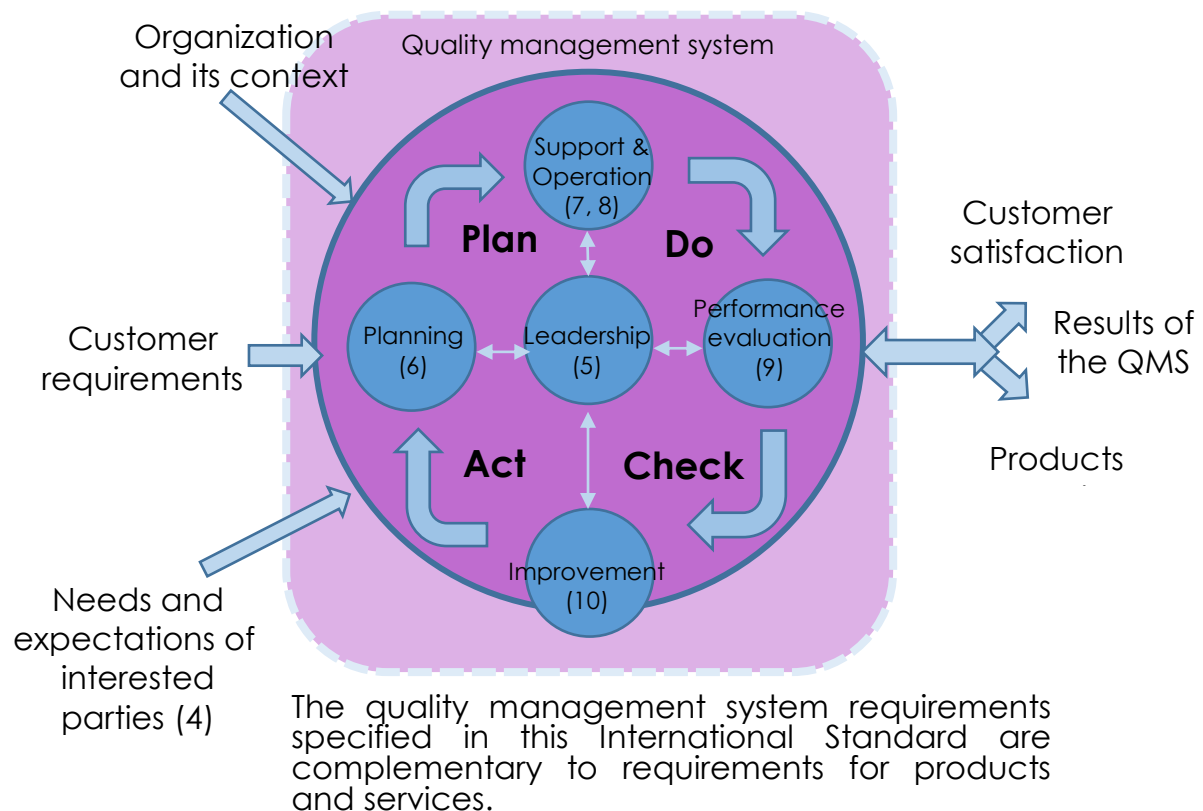 Organization
and its context
Quality management system
Support &
Operation
(7, 8)
Plan
Do
Customer
satisfaction
Planning
(6)
Leadership
(5)
Performance
evaluation
(9)
Customer
requirements
Results of
the QMS
Act
Check
Products
Improvement
(10)
Needs and
expectations of
interested
parties (4)
The quality management system requirements
specified in this International Standard are
complementary to requirements for products
and services.